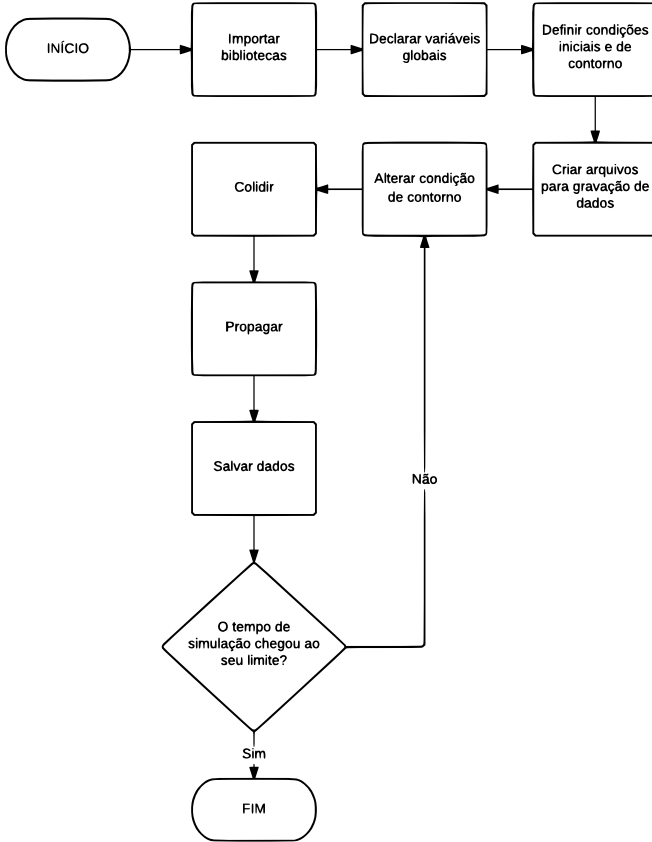 INÍCIO
Importar
bibliotecas
Declarar variáveis
globais
Definir condições
iniciais e de
contorno
Criar arquivos
para gravação de
dados
Alterar condição
de contorno
Colidir
Propagar
Salvar dados
O tempo de
simulação chegou ao
seu limite?
Não
Sim
FIM